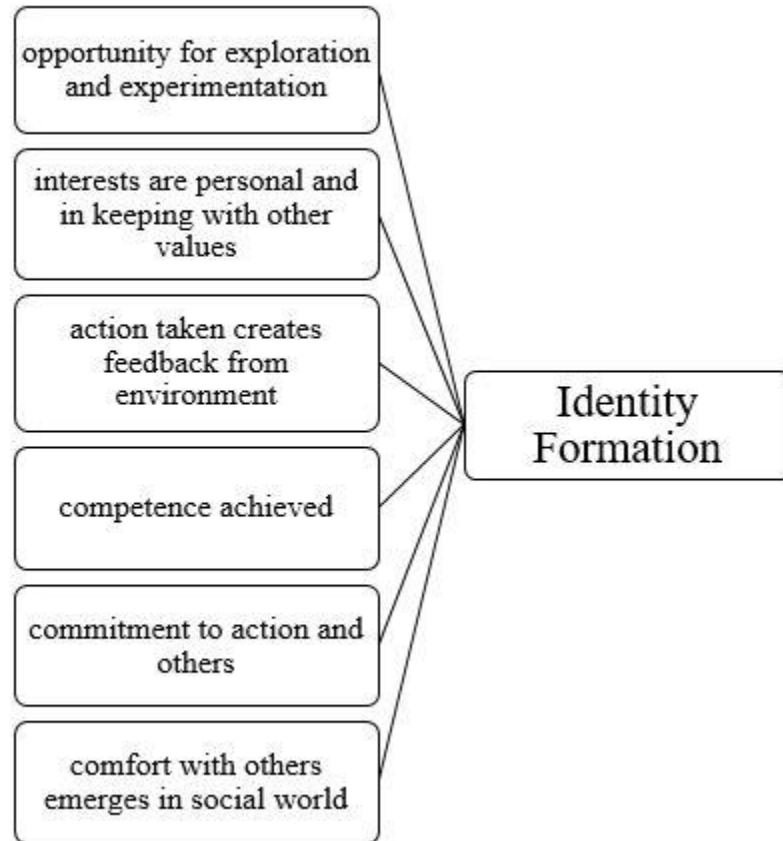 opportunity for exploration
and experimentation
interests are personal and
in keeping with other
values
action taken creates
feedback from
environment
competence achieved
commitment to action and
others
comfort with others
emerges in social world
Identity
Formation